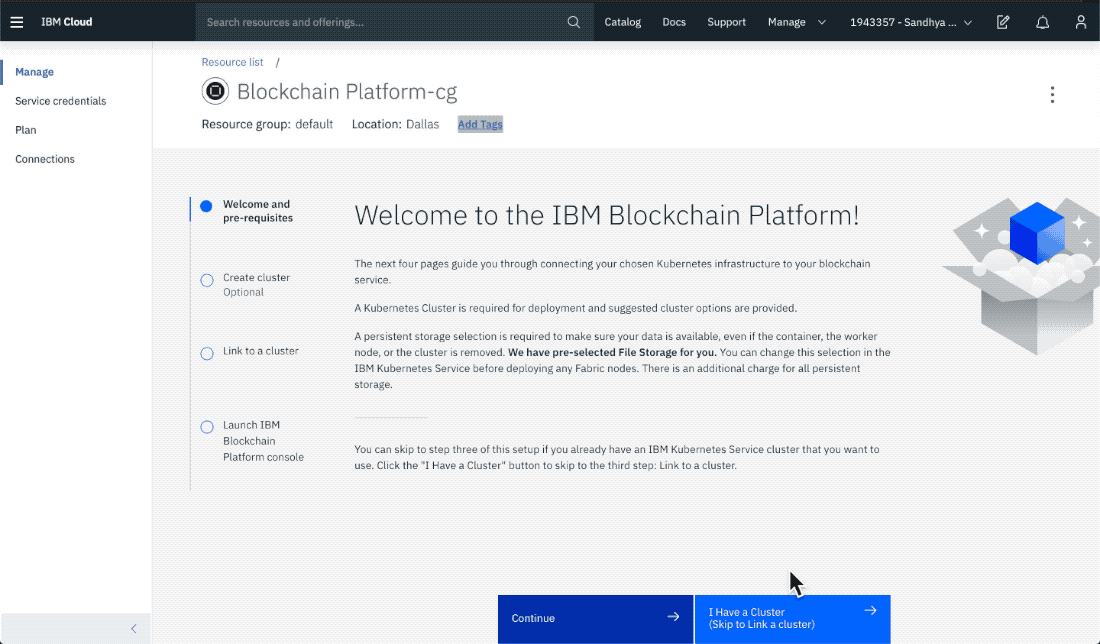 IBM Cloud
Search resources and offerings...
Catalog
Docs
Support
Manage
1943357 - Sandhya ...
Manage
Service credentials
Plan
Connections
Resource list /
Blockchain Platform-cg
Resource group: default Location: Dallas Add Tags
Welcome and
pre-requisites
Create cluster
Optional
Link to a cluster
Launch IBM
Blockchain
Platform console
Welcome to the IBM Blockchain Platform!
The next four pages guide you through connecting your chosen Kubernetes infrastructure to your blockchain
service.
A Kubernetes Cluster is required for deployment and suggested cluster options are provided.
A persistent storage selection is required to make sure your data is available, even if the container, the worker
node, or the cluster is removed. We have pre-selected File Storage for you. You can change this selection in the
IBM Kubernetes Service before deploying any Fabric nodes. There is an additional charge for all persistent
storage.
You can skip to step three of this setup if you already have an IBM Kubernetes Service cluster that you want to
use. Click the "I Have a Cluster" button to skip to the third step: Link to a cluster.
Continue
I Have a Cluster
(Skip to Link a cluster)